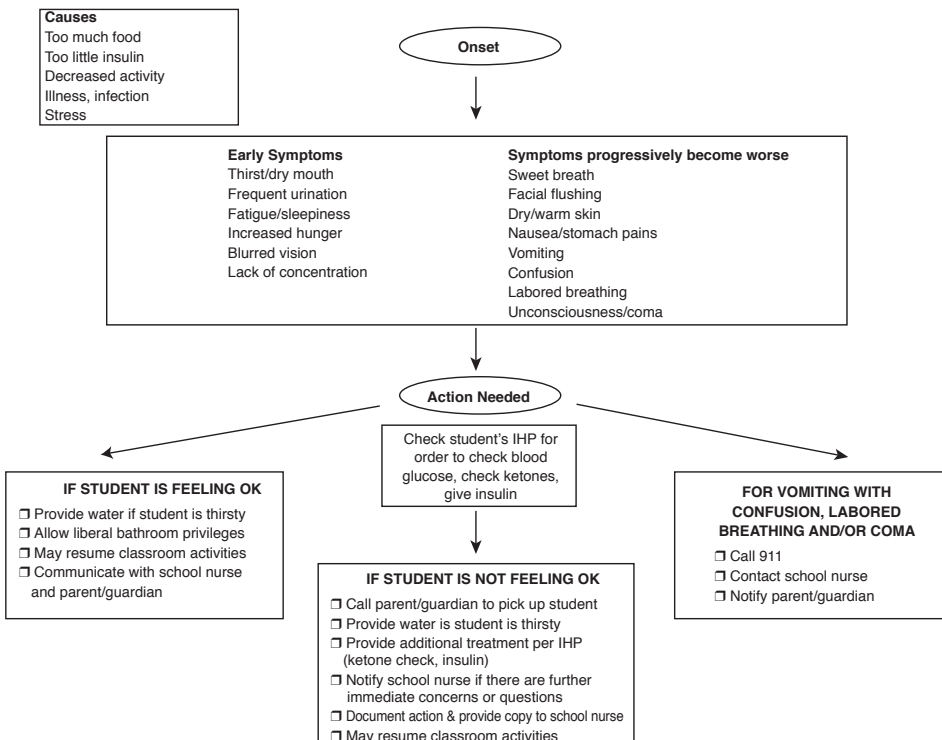 Causes
Too much food
Too little insulin
Decreased activity
Illness, infection
Stress
Onset
Early Symptoms
Thirst/dry mouth
Frequent urination
Fatigue/sleepiness
Increased hunger
Blurred vision
Lack of concentration
Symptoms progressively become worse
Sweet breath
Facial flushing
Dry/warm skin
Nausea/stomach pains
Vomiting
Confusion
Labored breathing
Unconsciousness/coma
Action Needed
Check student's IHP for
order to check blood
glucose, check ketones,
give insulin
IF STUDENT IS FEELING OK
❒ Provide water if student is thirsty
❒ Allow liberal bathroom privileges
❒ May resume classroom activities
❒ Communicate with school nurse
and parent/guardian
IF STUDENT IS NOT FEELING OK
❒ Call parent/guardian to pick up student
❒ Provide water is student is thirsty
❒ Provide additional treatment per IHP
(ketone check, insulin)
❒ Notify school nurse if there are further
immediate concerns or questions
❒ Document action & provide copy to school nurse
❒ May resume classroom activities
FOR VOMITING WITH
CONFUSION, LABORED
BREATHING AND/OR COMA
❒ Call 911
❒ Contact school nurse
❒ Notify parent/guardian